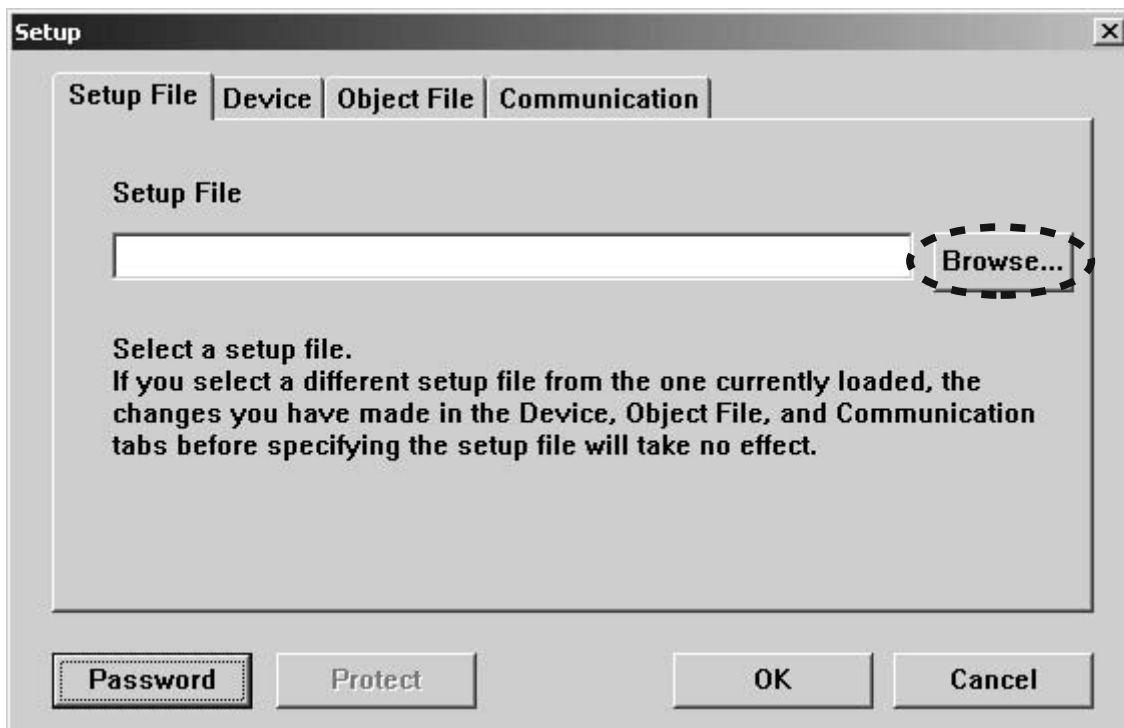 Setup
Setup File Device Object File Communication
Setup File
Browse...
Select a setup file.
If you select a different setup file from the one currently loaded, the
changes you have made in the Device, Object File, and Communication
tabs before specifying the setup file will take no effect.
Password Protect OK Cancel